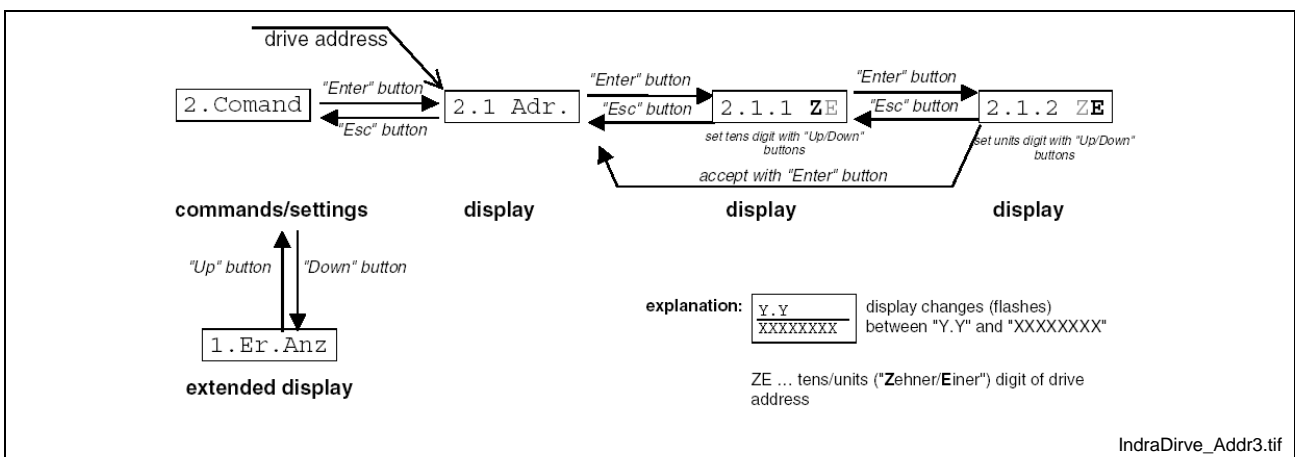 drive address
"Enter" button
"Enter" button
"Enter" button
2.Comand
2.1 Adr.
"Esc" button
2.1.1 ZE
"Esc" button
2.1.2 ZE
"Esc" button
set tens digit with "Up/Down"
buttons
set units digit with "Up/Down"
buttons
accept with "Enter" button
commands/settings
display
display
display
"Up" button
"Down" button
1.Er.Anz
extended display
explanation:
Y.Y
XXXXXXXX
display changes (flashes)
between "Y.Y" and "XXXXXXXX"
ZE ... tens/units ("Zehner/Einer") digit of drive
address
IndraDirve_Addr3.tif